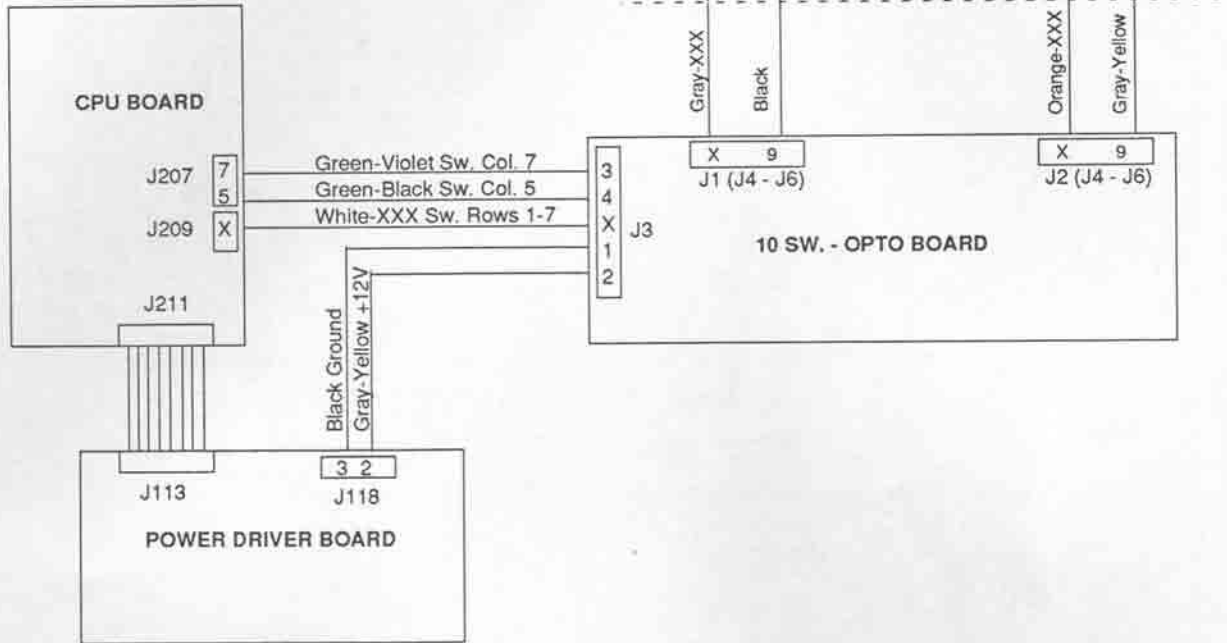 Gray-XXX
Black
Orange-XXX
Gray-Yellow
CPU BOARD
J207
7
5
J209
X
J211
Green-Violet Sw. Col. 7
Green-Black Sw. Col. 5
White-XXX Sw. Rows 1-7
3
4
X
1
2
J3
X 9
J1 (J4 - J6)
X 9
J2 (J4 - J6)
10 SW. - OPTO BOARD
Black Ground
Gray-Yellow +12V
3 2
J113
J118
POWER DRIVER BOARD